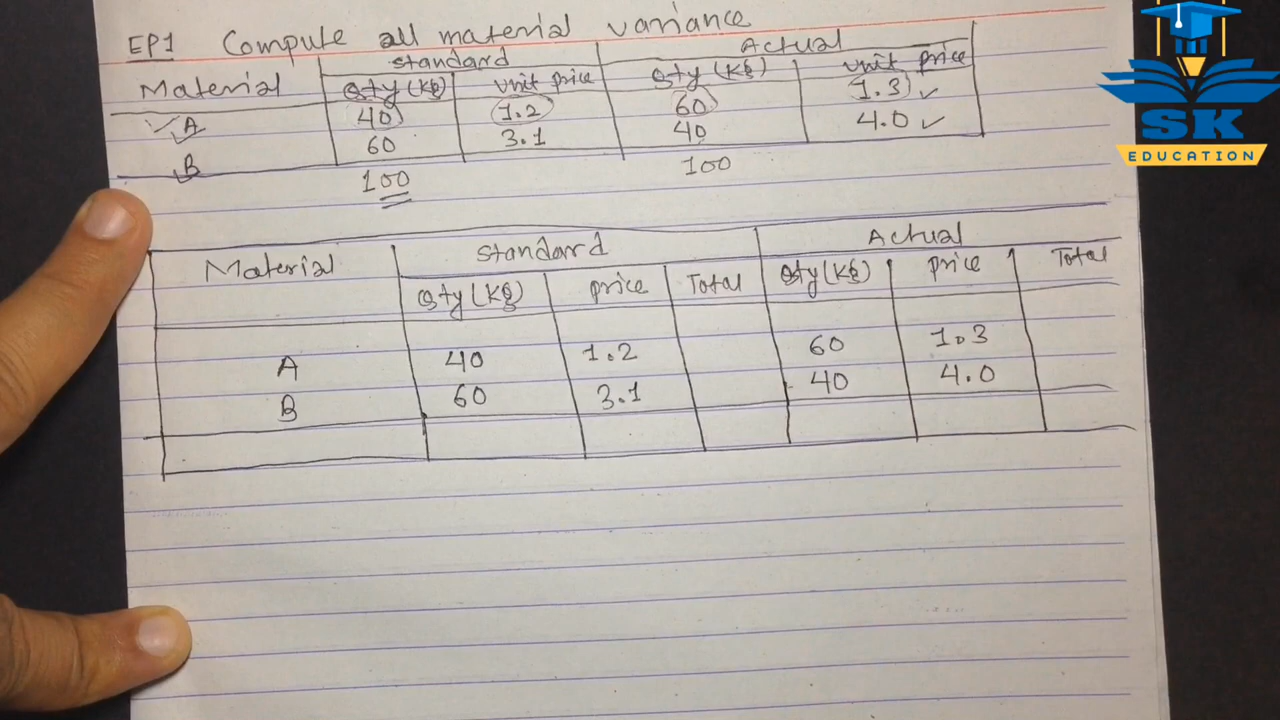 EP1 Compute all material variance
Standard Actual
Material Qty (Kg) Unit price Qty (Kg) Unit price
A 40 1.2 60 1.3
B 60 3.1 40 4.0
100 100
Material Standard Actual
Qty (Kg) price Total Qty (Kg) price Total
A 40 1.2 60 1.3
B 60 3.1 40 4.0
SK
EDUCATION